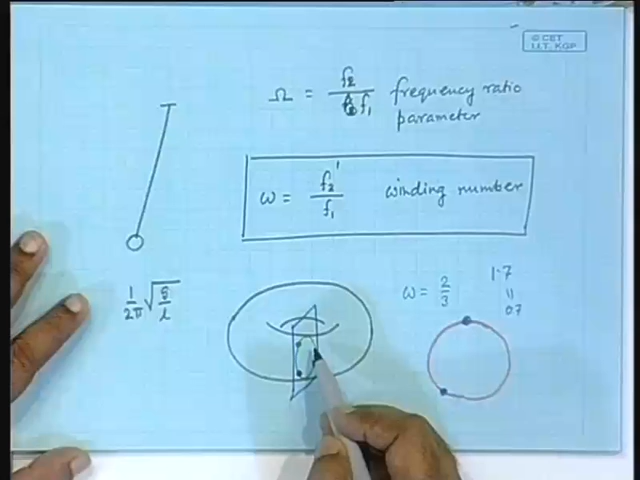 © CET
I.I.T. KGP
Ω = f₂ / f₁ frequency ratio
parameter
ω = f₂' / f₁ winding number
1/2π √g/l
ω = 2/3
1.7
॥
0.7